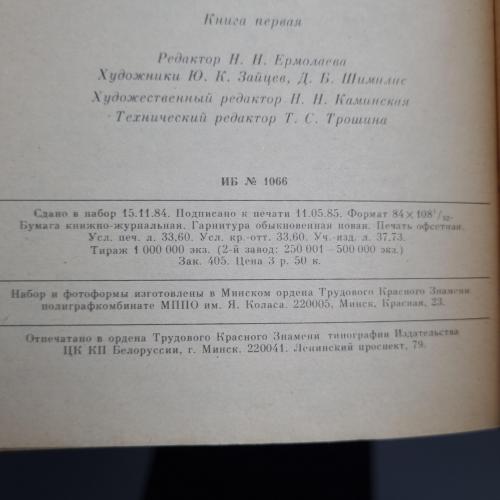 Книга первая
Редактор Н. И. Ермолаева
Художники Ю. К. Зайцев, Д. Б. Шимилис
Художественный редактор И. Н. Каминская
Технический редактор Т. С. Трошина
ИБ № 1066
Сдано в набор 15.11.84. Подписано к печати 11.05.85. Формат 84×108¹/₃₂.
Бумага книжно-журнальная. Гарнитура обыкновенная новая. Печать офсетная.
Усл. печ. л. 33,60. Усл. кр.-отт. 33,60. Уч.-изд. л. 37,73.
Тираж 1 000 000 экз. (2-й завод: 250 001—500 000 экз.)
Зак. 405. Цена 3 р. 50 к.
Набор и фотоформы изготовлены в Минском ордена Трудового Красного Знамени
полиграфкомбинате МППО им. Я. Коласа. 220005, Минск, Красная, 23.
Отпечатано в ордена Трудового Красного Знамени типографии Издательства
ЦК КП Белоруссии, г. Минск. 220041. Ленинский проспект, 79.